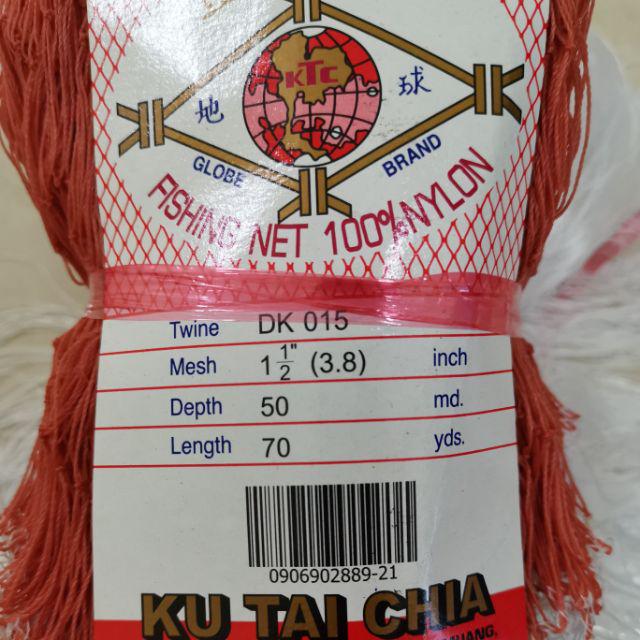 KTC
地 球
GLOBE BRAND
FISHING NET 100% NYLON
Twine DK 015
Mesh 1 1/2" (3.8) inch
Depth 50 md.
Length 70 yds.
0906902889-21
KU TAI CHIA